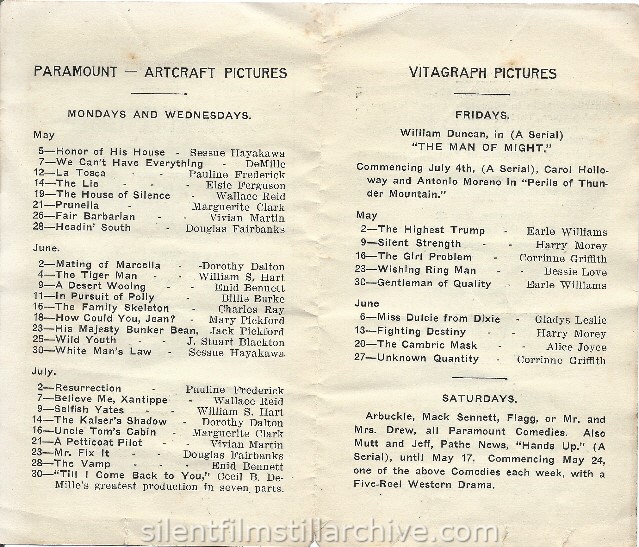 PARAMOUNT — ARTCRAFT PICTURES
MONDAYS AND WEDNESDAYS.
May
5—Honor of His House - Sessue Hayakawa
7—We Can't Have Everything - DeMille
12—La Tosca - - Pauline Frederick
14—The Lie - - - Elsie Ferguson
19—The House of Silence - Wallace Reid
21—Prunella - - Marguerite Clark
26—Fair Barbarian - - Vivian Martin
28—Headin' South - Douglas Fairbanks
June.
2—Mating of Marcella - -Dorothy Dalton
4—The Tiger Man - William S. Hart
9—A Desert Wooing - Enid Bennett
11—In Pursuit of Polly - Billie Burke
16—The Family Skeleton - Charles Ray
18—How Could You, Jean? - Mary Pickford
23—His Majesty Bunker Bean, Jack Pickford
25—Wild Youth - J. Stuart Blackton
30—White Man's Law - Sessue Hayakawa
July.
2—Resurrection - Pauline Frederick
7—Believe Me, Xantippe - Wallace Reid
9—Selfish Yates - William S. Hart
14—The Kaiser's Shadow - Dorothy Dalton
16—Uncle Tom's Cabin - Marguerite Clark
21—A Petticoat Pilot - - Vivian Martin
23—Mr. Fix It - - Douglas Fairbanks
28—The Vamp - - Enid Bennett
30—"Till I Come Back to You," Cecil B. De-
Mille's greatest production in seven parts.
VITAGRAPH PICTURES
FRIDAYS.
William Duncan, in (A Serial)
"THE MAN OF MIGHT."
Commencing July 4th, (A Serial), Carol Hollo-
way and Antonio Moreno in "Perils of Thun-
der Mountain."
May
2—The Highest Trump - Earle Williams
9—Silent Strength - - Harry Morey
16—The Girl Problem - Corrinne Griffith
23—Wishing Ring Man - Bessie Love
30—Gentleman of Quality - Earle Williams
June
6—Miss Dulcie from Dixie - Gladys Leslie
13—Fighting Destiny - Harry Morey
20—The Cambric Mask - - Alice Joyce
27—Unknown Quantity - Corrinne Griffith
SATURDAYS.
Arbuckle, Mack Sennett, Flagg, or Mr. and
Mrs. Drew, all Paramount Comedies. Also
Mutt and Jeff, Pathe News, "Hands Up." (A
Serial), until May 17. Commencing May 24,
one of the above Comedies each week, with a
Five-Reel Western Drama.
silentfilmstillarchive.com